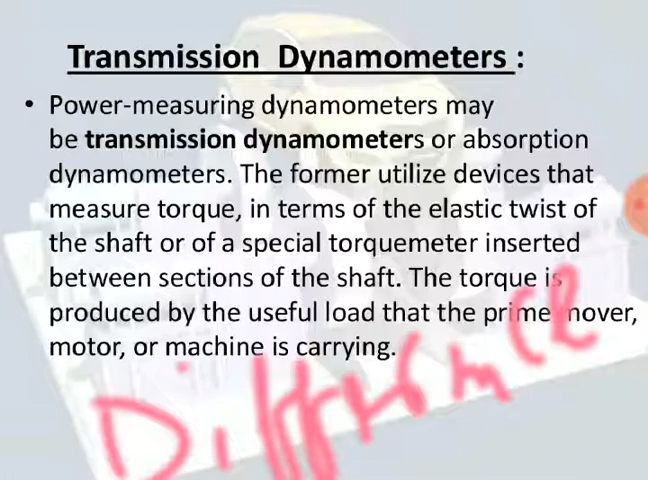 Transmission Dynamometers :
• Power-measuring dynamometers may
be transmission dynamometers or absorption
dynamometers. The former utilize devices that
measure torque, in terms of the elastic twist of
the shaft or of a special torquemeter inserted
between sections of the shaft. The torque is
produced by the useful load that the prime mover,
motor, or machine is carrying.
Difference